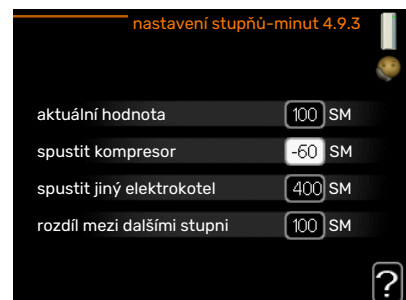 nastavení stupňů-minut 4.9.3
aktuální hodnota 100 SM
spustit kompresor -60 SM
spustit jiný elektrokotel 400 SM
rozdíl mezi dalšími stupni 100 SM
?